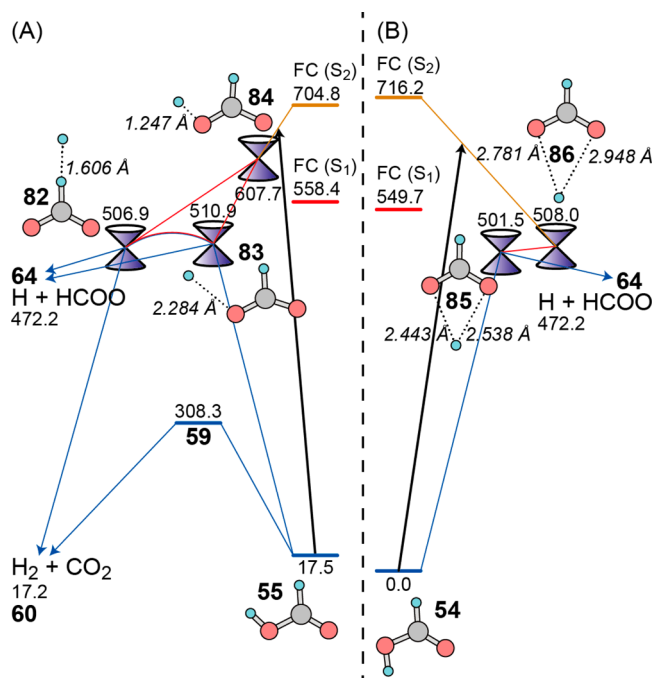 (A)
84
FC (S2)
704.8
1.247 Å
1.606 Å
82
506.9
510.9
607.7
FC (S1)
558.4
83
64
H + HCOO
472.2
2.284 Å
308.3
59
H2 + CO2
17.2
60
17.5
55
(B)
FC (S2)
716.2
86
2.781 Å
2.948 Å
FC (S1)
549.7
501.5
508.0
85
64
H + HCOO
472.2
2.443 Å
2.538 Å
0.0
54